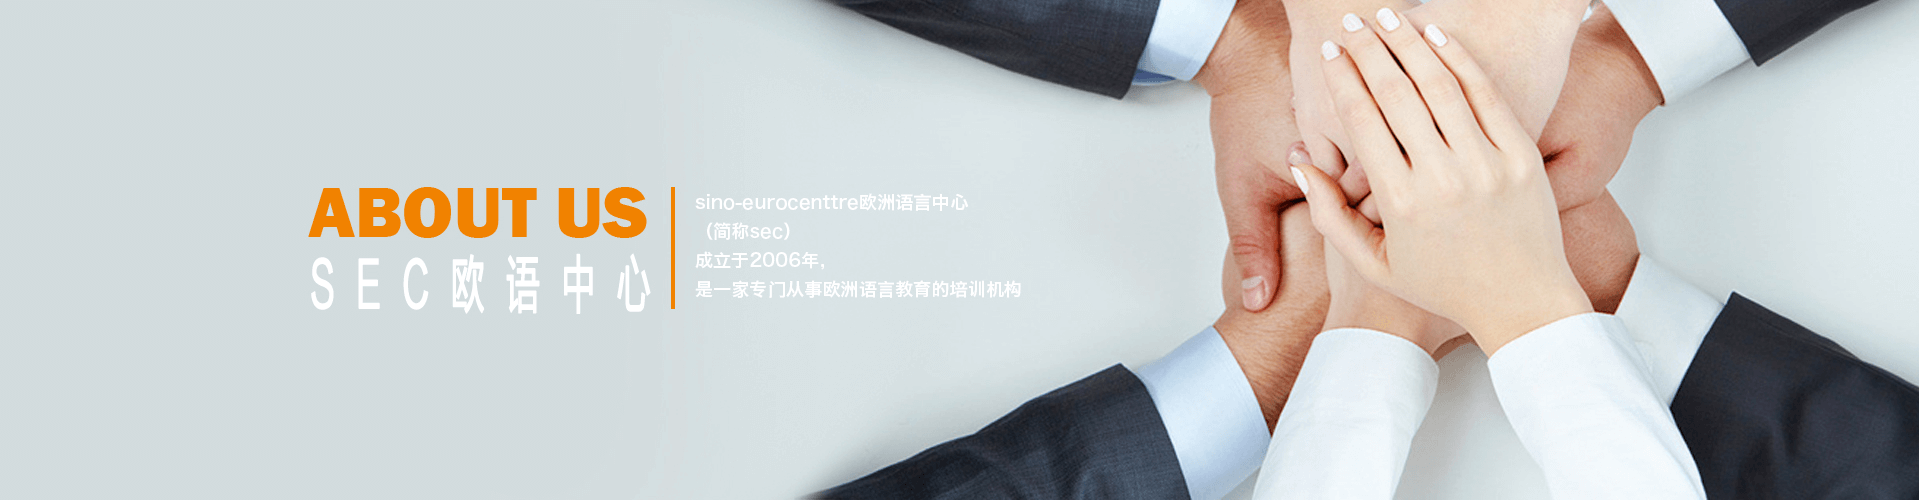 ABOUT US
SEC欧语中心
sino-eurocenttre欧洲语言中心
（简称sec）
成立于2006年，
是一家专门从事欧洲语言教育的培训机构